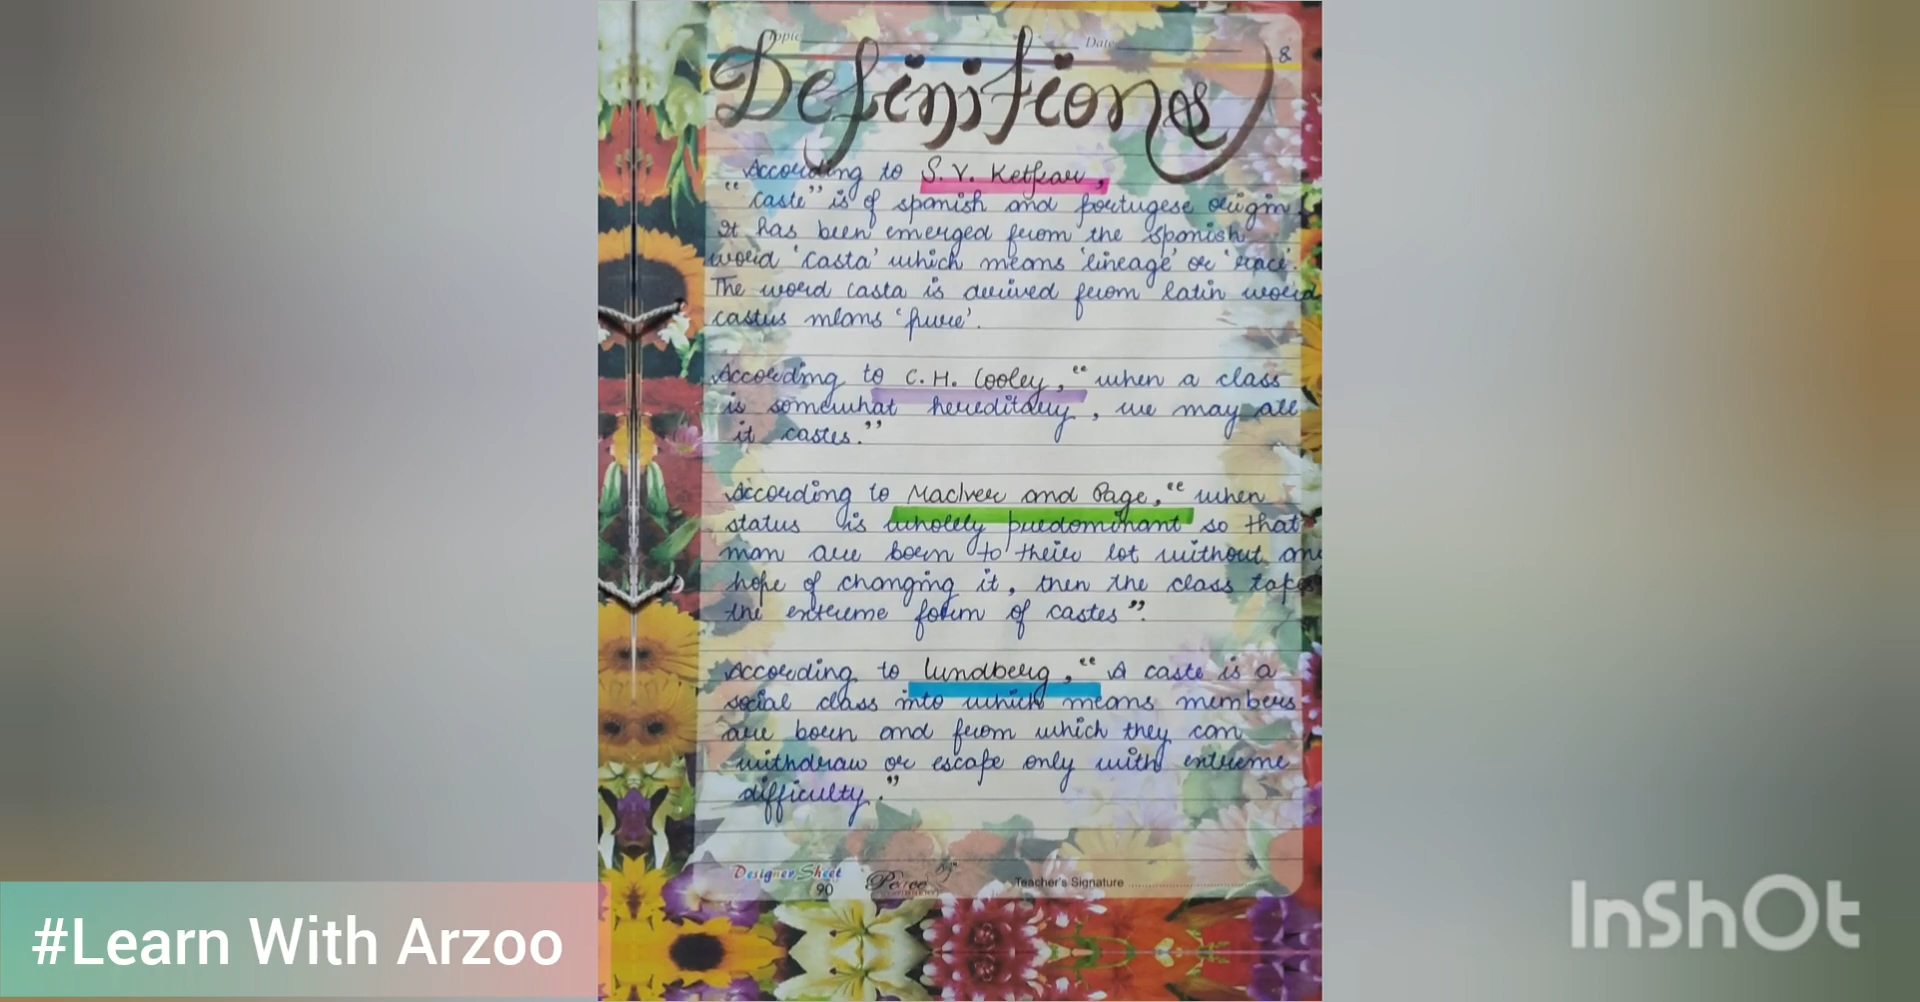 Topic
Date
&
Definitions
According to S. V. Ketkar,
"Caste" is of spanish and portugese origin.
It has been emerged from the spanish
word 'casta' which means 'lineage' or 'race'.
The word casta is derived from latin word
castus means 'pure'.
According to C. H. Cooley, "when a class
is somewhat hereditary, we may all
it castes."
According to MacIver and Page, "when
status is wholely predominant so that
man are born to their lot without
hope of changing it, then the class
the extreme form of castes".
According to Lundberg, "A caste is a
social class into which means members
are born and from which they can
withdraw or escape only with extreme
difficulty."
Designer Sheet
90
Peace
Teacher's Signature
#Learn With Arzoo
InShOt